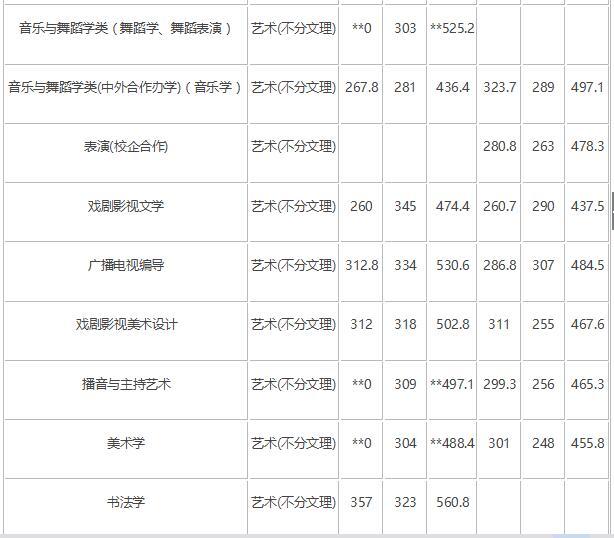 音乐与舞蹈学类（舞蹈学、舞蹈表演） 艺术(不分文理) **0 303 **525.2
音乐与舞蹈学类(中外合作办学)（音乐学） 艺术(不分文理) 267.8 281 436.4 323.7 289 497.1
表演(校企合作) 艺术(不分文理) 280.8 263 478.3
戏剧影视文学 艺术(不分文理) 260 345 474.4 260.7 290 437.5
广播电视编导 艺术(不分文理) 312.8 334 530.6 286.8 307 484.5
戏剧影视美术设计 艺术(不分文理) 312 318 502.8 311 255 467.6
播音与主持艺术 艺术(不分文理) **0 309 **497.1 299.3 256 465.3
美术学 艺术(不分文理) **0 304 **488.4 301 248 455.8
书法学 艺术(不分文理) 357 323 560.8